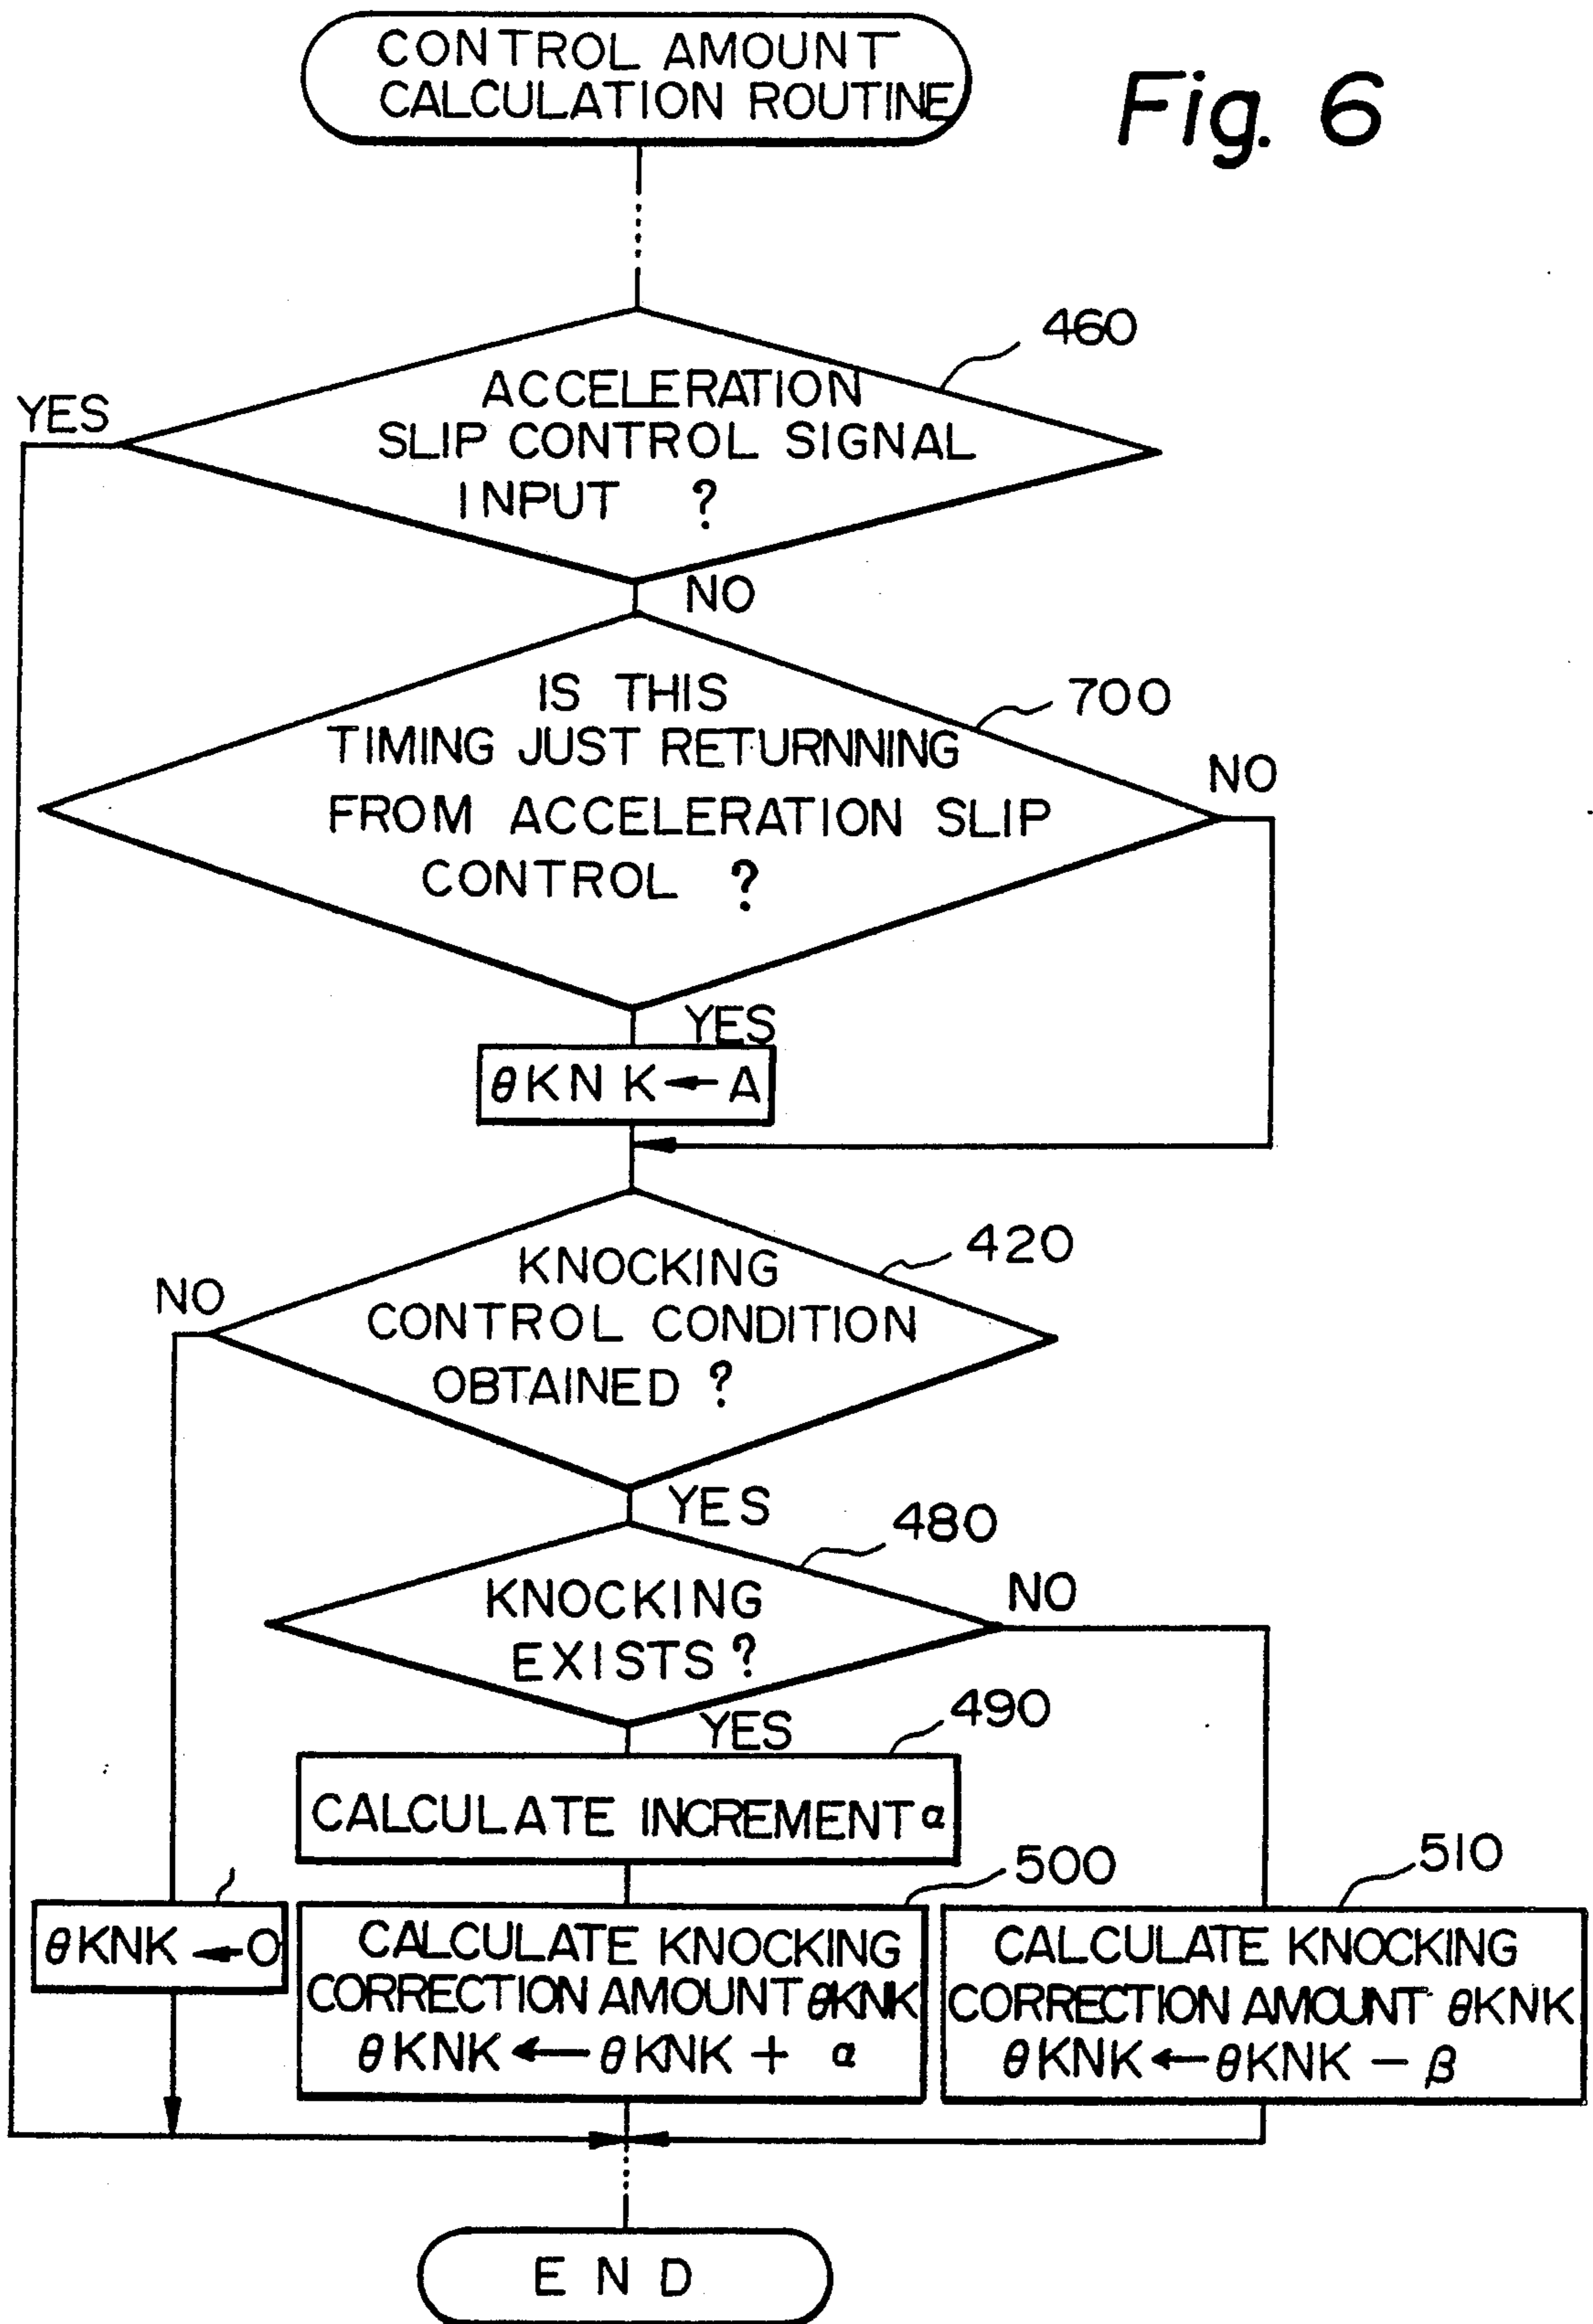 CONTROL AMOUNT
CALCULATION ROUTINE
Fig. 6
460
ACCELERATION
SLIP CONTROL SIGNAL
INPUT ?
YES
NO
700
IS THIS
TIMING JUST RETURNNING
FROM ACCELERATION SLIP
CONTROL ?
NO
YES
θKNK←A
420
KNOCKING
CONTROL CONDITION
OBTAINED ?
NO
YES
480
KNOCKING
EXISTS ?
NO
YES
490
CALCULATE INCREMENT α
θKNK←0
500
CALCULATE KNOCKING
CORRECTION AMOUNT θKNK
θKNK←θKNK + α
510
CALCULATE KNOCKING
CORRECTION AMOUNT θKNK
θKNK←θKNK − β
END